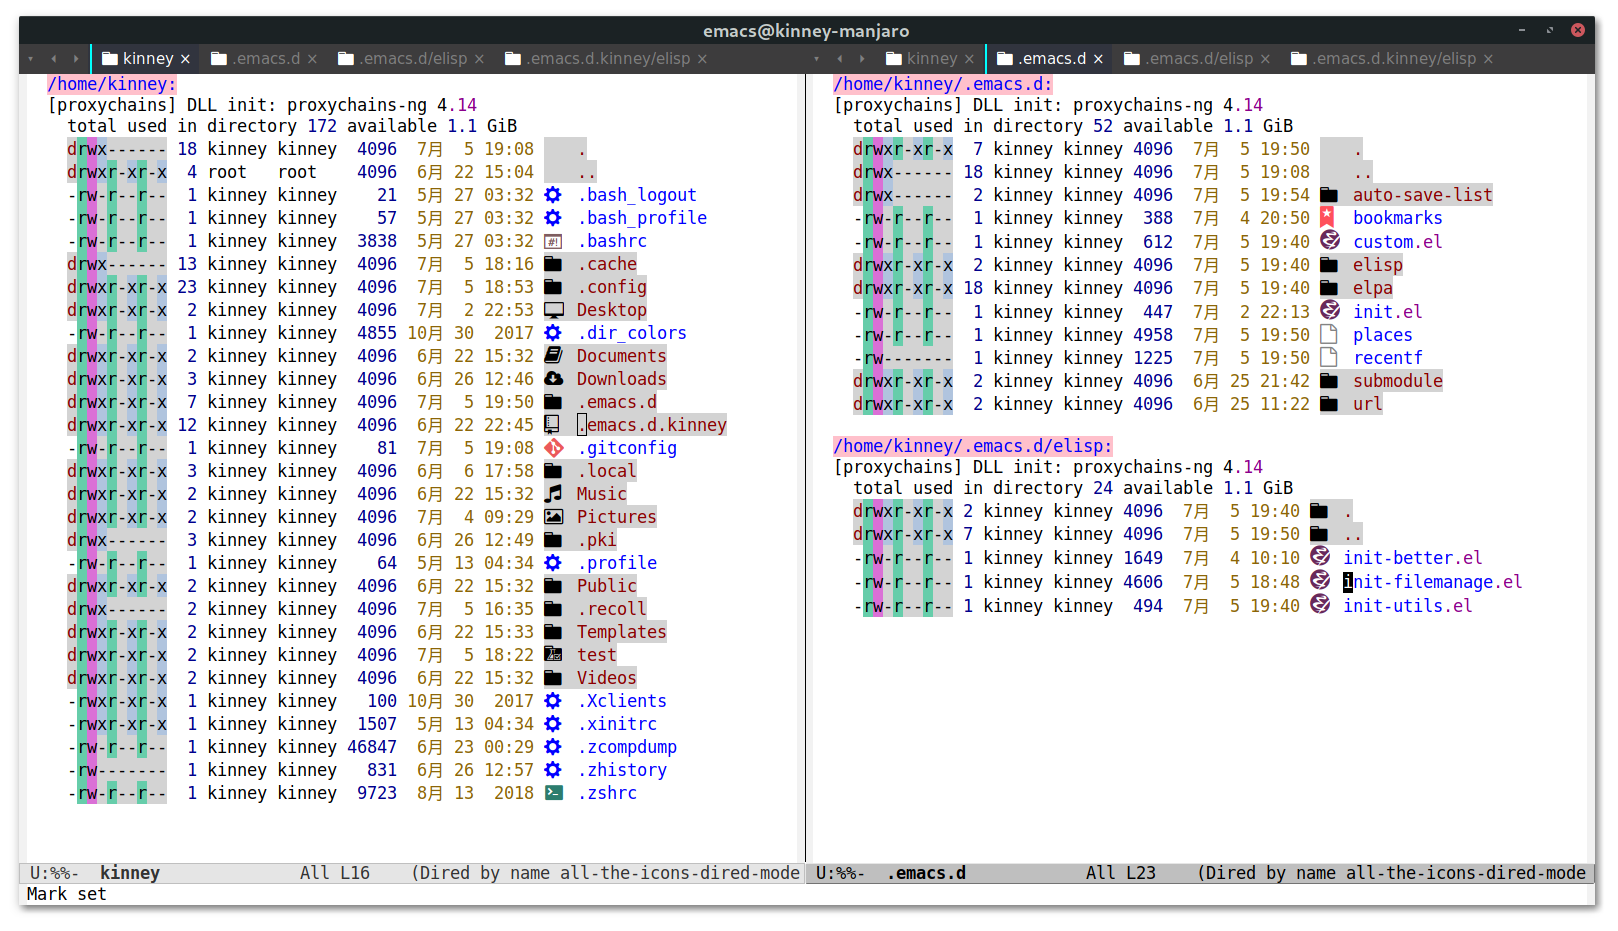 emacs@kinney-manjaro
kinney × .emacs.d × .emacs.d/elisp × .emacs.d.kinney/elisp ×
/home/kinney:
[proxychains] DLL init: proxychains-ng 4.14
total used in directory 172 available 1.1 GiB
drwx------ 18 kinney kinney 4096 7月 5 19:08 .
drwxr-xr-x 4 root root 4096 6月 22 15:04 ..
-rw-r--r-- 1 kinney kinney 21 5月 27 03:32 .bash_logout
-rw-r--r-- 1 kinney kinney 57 5月 27 03:32 .bash_profile
-rw-r--r-- 1 kinney kinney 3838 5月 27 03:32 #! .bashrc
drwx------ 13 kinney kinney 4096 7月 5 18:16 .cache
drwxr-xr-x 23 kinney kinney 4096 7月 5 18:53 .config
drwxr-xr-x 2 kinney kinney 4096 7月 2 22:53 Desktop
-rw-r--r-- 1 kinney kinney 4855 10月 30 2017 .dir_colors
drwxr-xr-x 2 kinney kinney 4096 6月 22 15:32 Documents
drwxr-xr-x 3 kinney kinney 4096 6月 26 12:46 Downloads
drwxr-xr-x 7 kinney kinney 4096 7月 5 19:50 .emacs.d
drwxr-xr-x 12 kinney kinney 4096 6月 22 22:45 .emacs.d.kinney
-rw-r--r-- 1 kinney kinney 81 7月 5 19:08 .gitconfig
drwxr-xr-x 3 kinney kinney 4096 6月 6 17:58 .local
drwxr-xr-x 2 kinney kinney 4096 6月 22 15:32 Music
drwxr-xr-x 2 kinney kinney 4096 7月 4 09:29 Pictures
drwx------ 3 kinney kinney 4096 6月 26 12:49 .pki
-rw-r--r-- 1 kinney kinney 64 5月 13 04:34 .profile
drwxr-xr-x 2 kinney kinney 4096 6月 22 15:32 Public
drwx------ 2 kinney kinney 4096 7月 5 16:35 .recoll
drwxr-xr-x 2 kinney kinney 4096 6月 22 15:33 Templates
drwxr-xr-x 2 kinney kinney 4096 7月 5 18:22 test
drwxr-xr-x 2 kinney kinney 4096 6月 22 15:32 Videos
-rwxr-xr-x 1 kinney kinney 100 10月 30 2017 .Xclients
-rwxr-xr-x 1 kinney kinney 1507 5月 13 04:34 .xinitrc
-rw-r--r-- 1 kinney kinney 46847 6月 23 00:29 .zcompdump
-rw------- 1 kinney kinney 831 6月 26 12:57 .zhistory
-rw-r--r-- 1 kinney kinney 9723 8月 13 2018 .zshrc
U:%%- kinney All L16 (Dired by name all-the-icons-dired-mode
Mark set
kinney × .emacs.d × .emacs.d/elisp × .emacs.d.kinney/elisp ×
/home/kinney/.emacs.d:
[proxychains] DLL init: proxychains-ng 4.14
total used in directory 52 available 1.1 GiB
drwxr-xr-x 7 kinney kinney 4096 7月 5 19:50 .
drwx------ 18 kinney kinney 4096 7月 5 19:08 ..
drwx------ 2 kinney kinney 4096 7月 5 19:54 auto-save-list
-rw-r--r-- 1 kinney kinney 388 7月 4 20:50 bookmarks
-rw-r--r-- 1 kinney kinney 612 7月 5 19:40 custom.el
drwxr-xr-x 2 kinney kinney 4096 7月 5 19:40 elisp
drwxr-xr-x 18 kinney kinney 4096 7月 5 19:40 elpa
-rw-r--r-- 1 kinney kinney 447 7月 2 22:13 init.el
-rw-r--r-- 1 kinney kinney 4958 7月 5 19:50 places
-rw------- 1 kinney kinney 1225 7月 5 19:50 recentf
drwxr-xr-x 2 kinney kinney 4096 6月 25 21:42 submodule
drwxr-xr-x 2 kinney kinney 4096 6月 25 11:22 url
/home/kinney/.emacs.d/elisp:
[proxychains] DLL init: proxychains-ng 4.14
total used in directory 24 available 1.1 GiB
drwxr-xr-x 2 kinney kinney 4096 7月 5 19:40 .
drwxr-xr-x 7 kinney kinney 4096 7月 5 19:50 ..
-rw-r--r-- 1 kinney kinney 1649 7月 4 10:10 init-better.el
-rw-r--r-- 1 kinney kinney 4606 7月 5 18:48 init-filemanage.el
-rw-r--r-- 1 kinney kinney 494 7月 5 19:40 init-utils.el
U:%%- .emacs.d All L23 (Dired by name all-the-icons-dired-mode